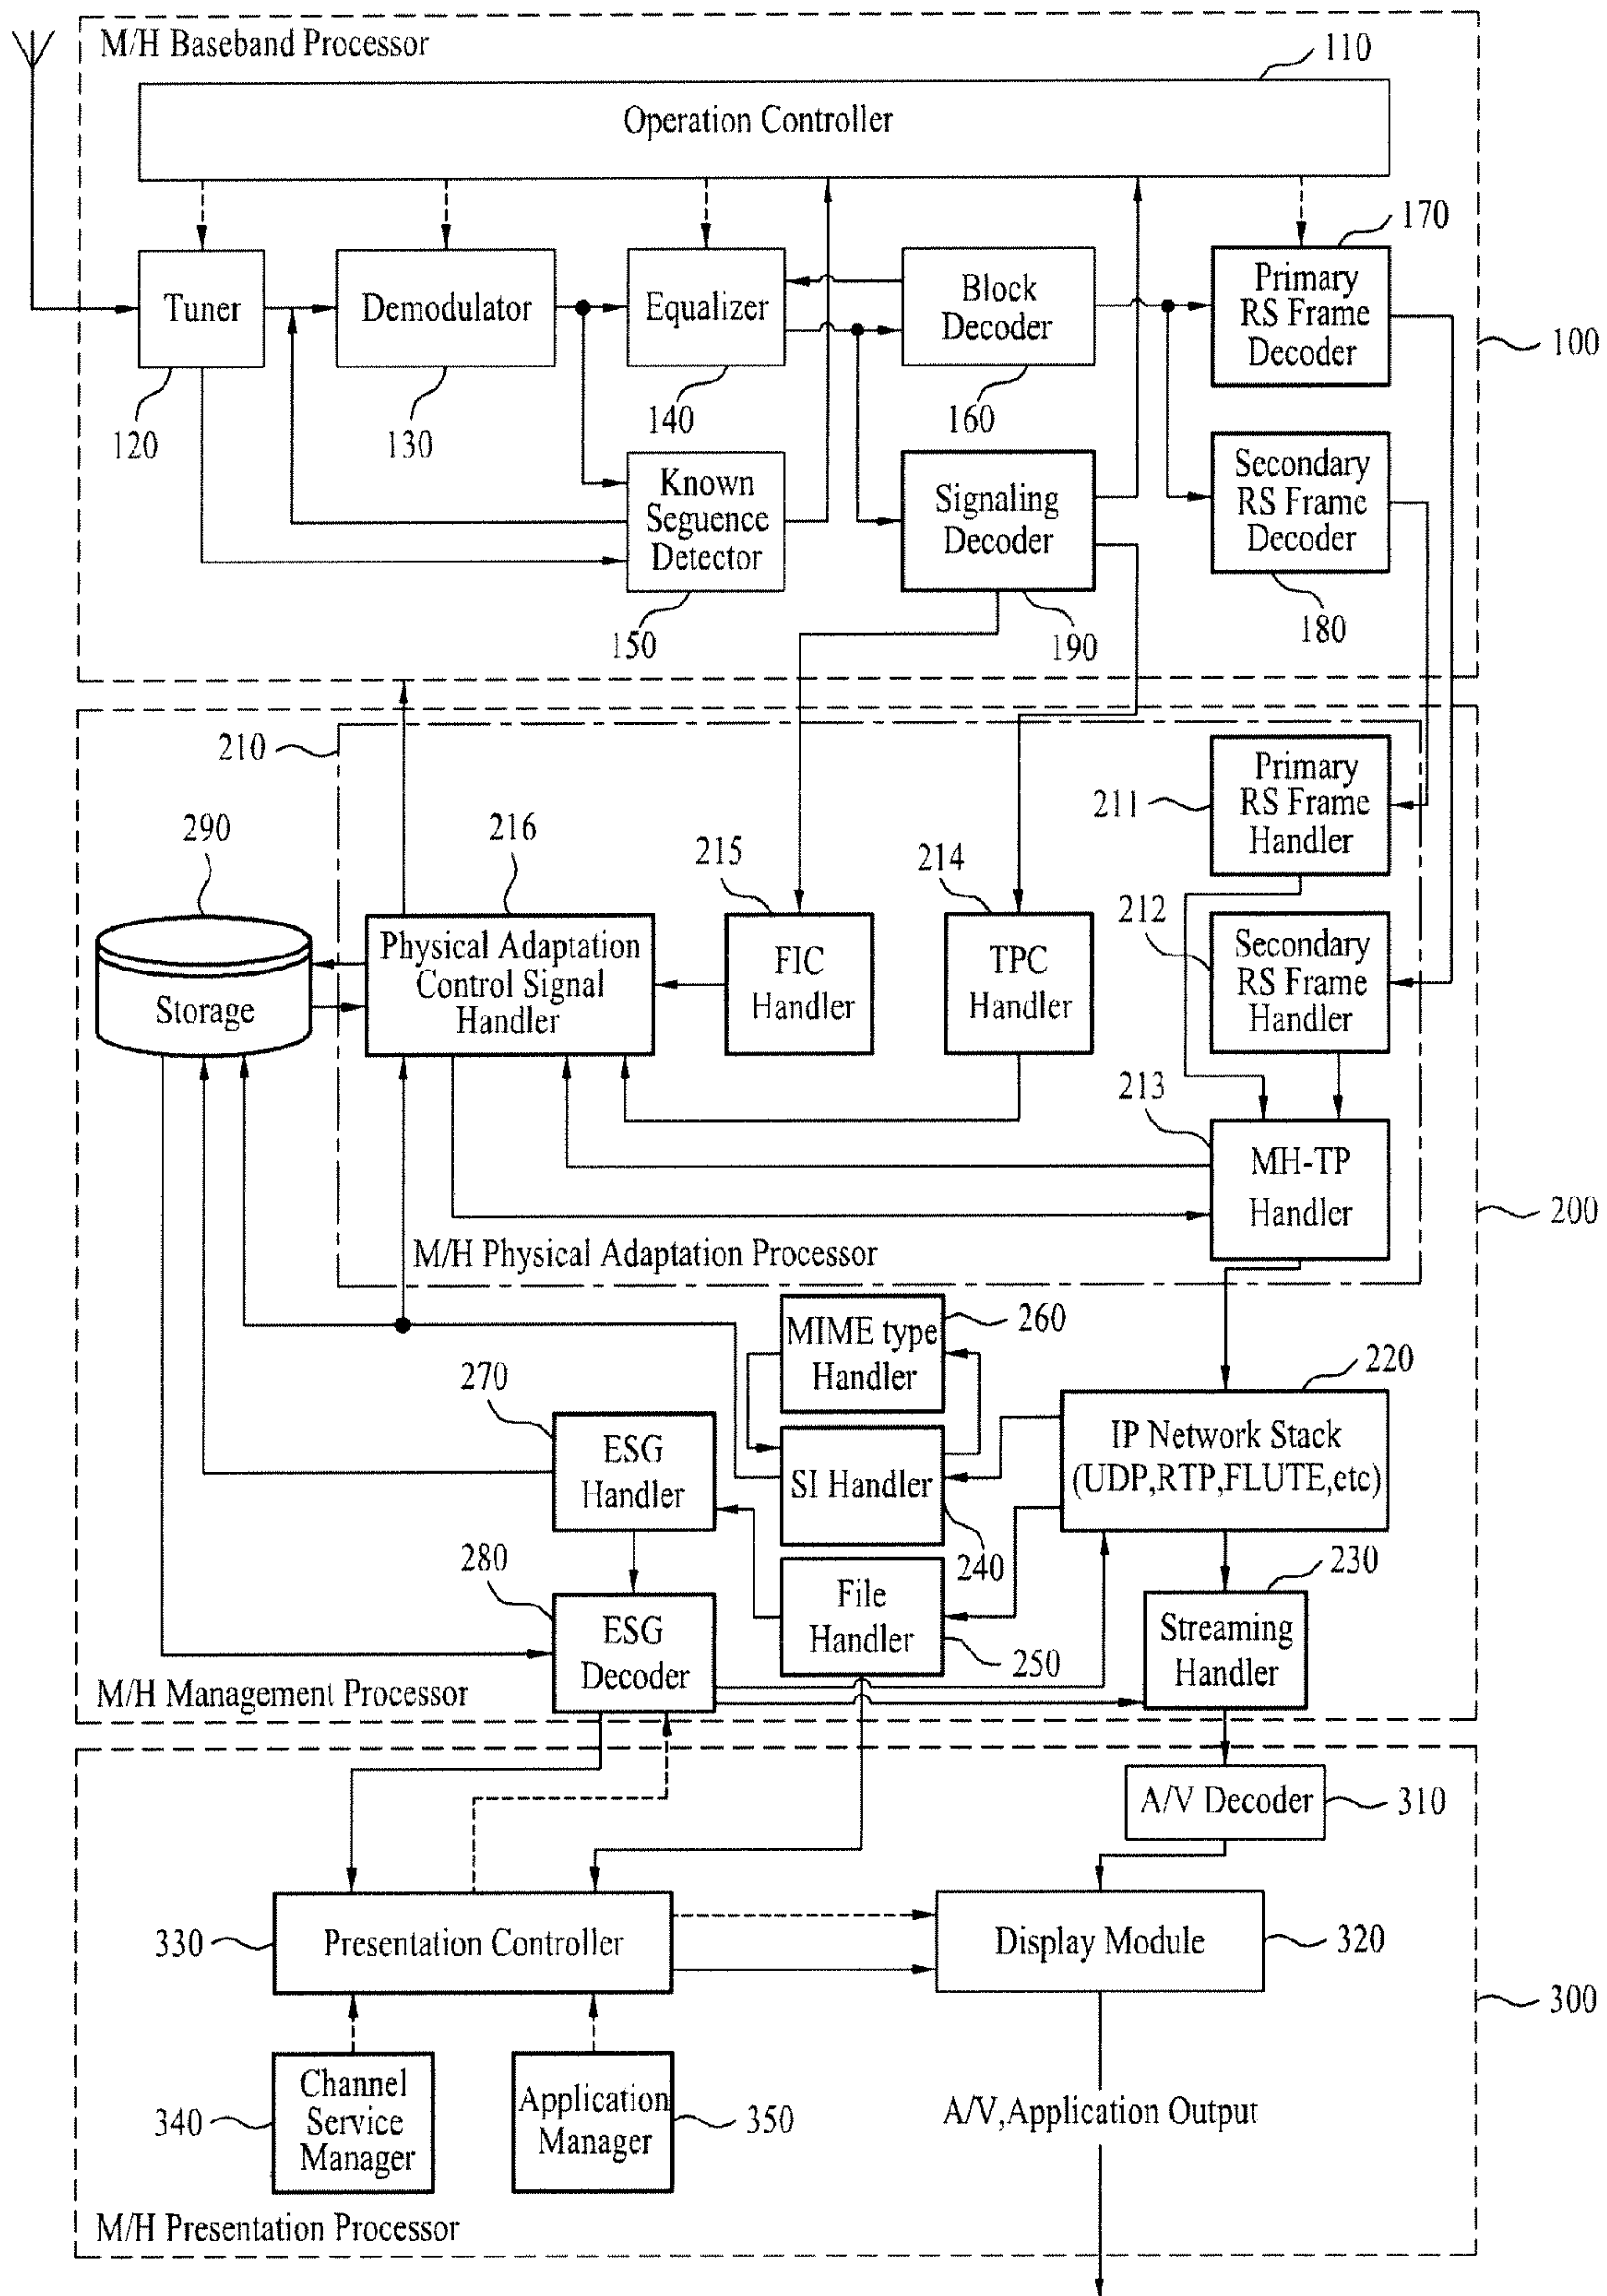 M/H Baseband Processor
110
Operation Controller
170
Tuner
Demodulator
Equalizer
Block
Decoder
Primary
RS Frame
Decoder
100
120
130
140
160
Known
Seguence
Detector
Signaling
Decoder
Secondary
RS Frame
Decoder
150
190
180
210
Primary
RS Frame
Handler
211
290
216
215
214
212
Storage
Physical Adaptation
Control Signal
Handler
FIC
Handler
TPC
Handler
Secondary
RS Frame
Handler
213
MH-TP
Handler
200
M/H Physical Adaptation Processor
MIME type
Handler
260
220
270
ESG
Handler
SI Handler
IP Network Stack
(UDP,RTP,FLUTE,etc)
240
230
280
ESG
Decoder
File
Handler
250
Streaming
Handler
M/H Management Processor
A/V Decoder
310
330
Presentation Controller
Display Module
320
300
340
Channel
Service
Manager
Application
Manager
350
A/V,Application Output
M/H Presentation Processor